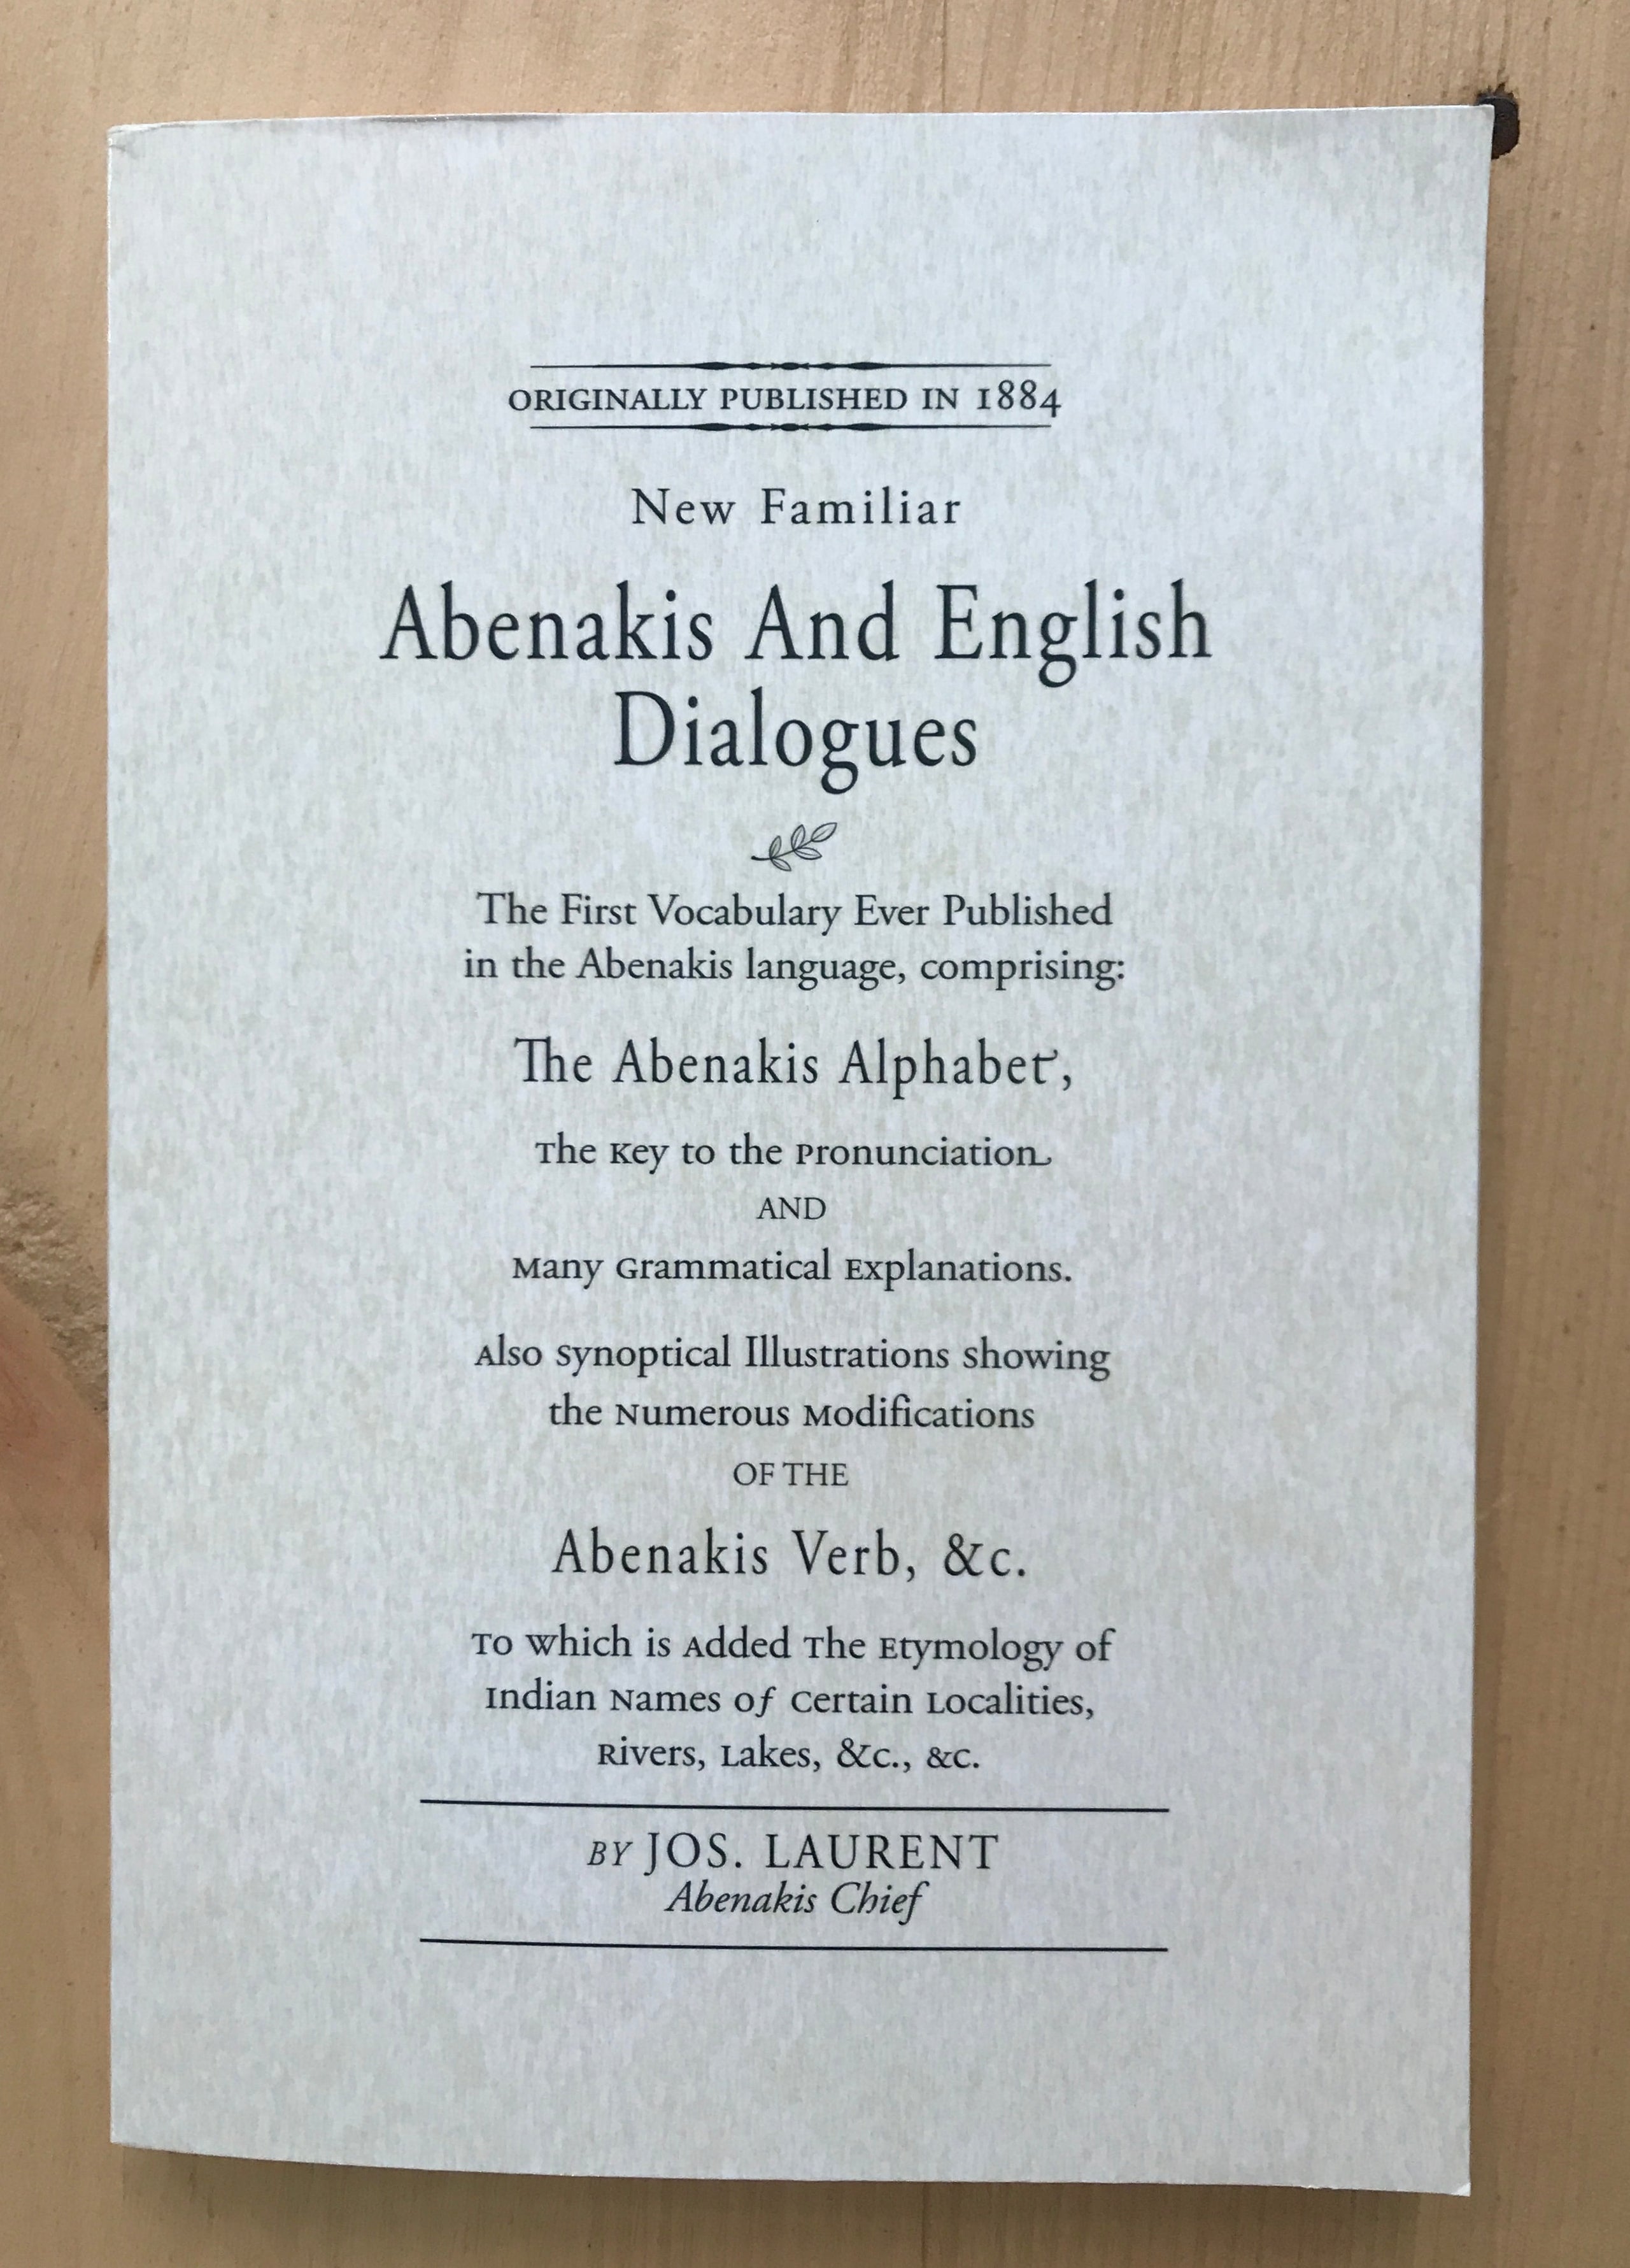 ORIGINALLY PUBLISHED IN 1884
New Familiar
Abenakis And English
Dialogues
The First Vocabulary Ever Published
in the Abenakis language, comprising:
The Abenakis Alphabet,
The Key to the Pronunciation
AND
Many Grammatical Explanations.
Also synoptical Illustrations showing
the Numerous Modifications
OF THE
Abenakis Verb, &c.
To which is Added The Etymology of
Indian Names of Certain Localities,
Rivers, Lakes, &c., &c.
BY JOS. LAURENT
Abenakis Chief